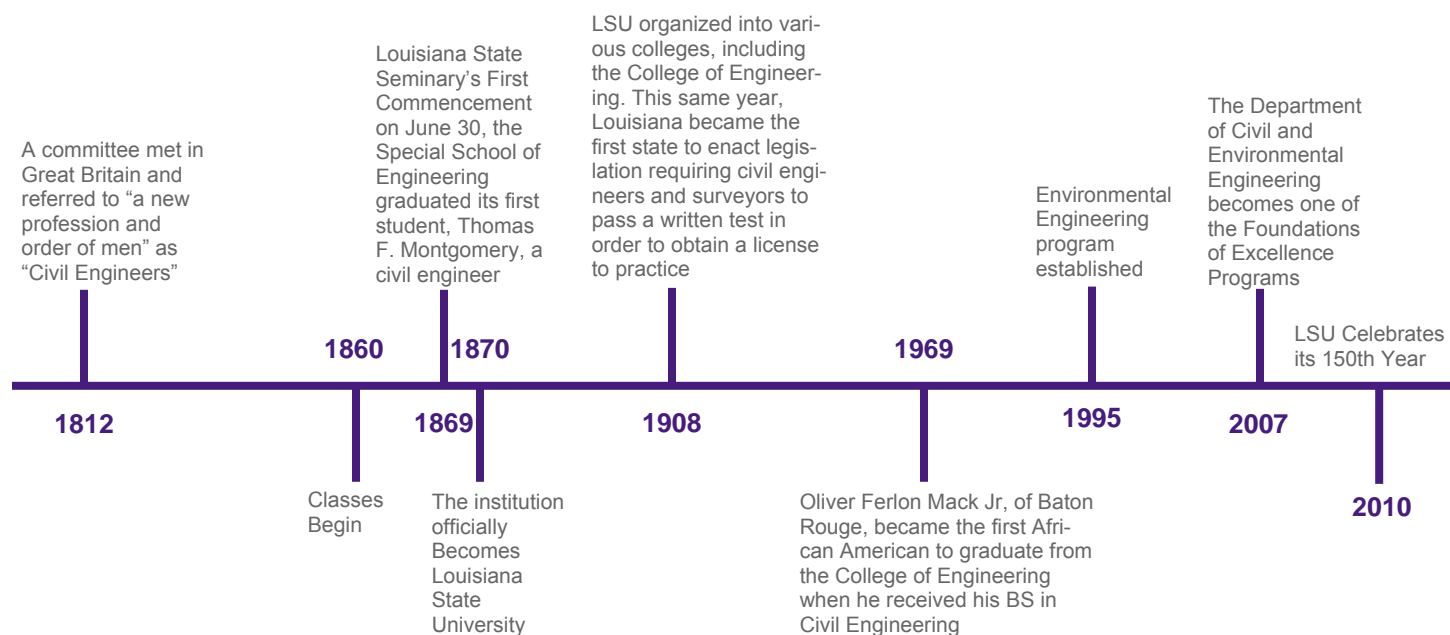 A committee met in
Great Britain and
referred to “a new
profession and
order of men” as
“Civil Engineers”
1812
1860
Classes
Begin
Louisiana State
Seminary’s First
Commencement
on June 30, the
Special School of
Engineering
graduated its first
student, Thomas
F. Montgomery, a
civil engineer
1869
1870
The institution
officially
Becomes
Louisiana
State
University
LSU organized into vari-
ous colleges, including
the College of Engineer-
ing. This same year,
Louisiana became the
first state to enact legis-
lation requiring civil engi-
neers and surveyors to
pass a written test in
order to obtain a license
to practice
1908
1969
Oliver Ferlon Mack Jr, of Baton
Rouge, became the first Afri-
can American to graduate from
the College of Engineering
when he received his BS in
Civil Engineering
Environmental
Engineering
program
established
1995
The Department
of Civil and
Environmental
Engineering
becomes one of
the Foundations
of Excellence
Programs
2007
LSU Celebrates
its 150th Year
2010